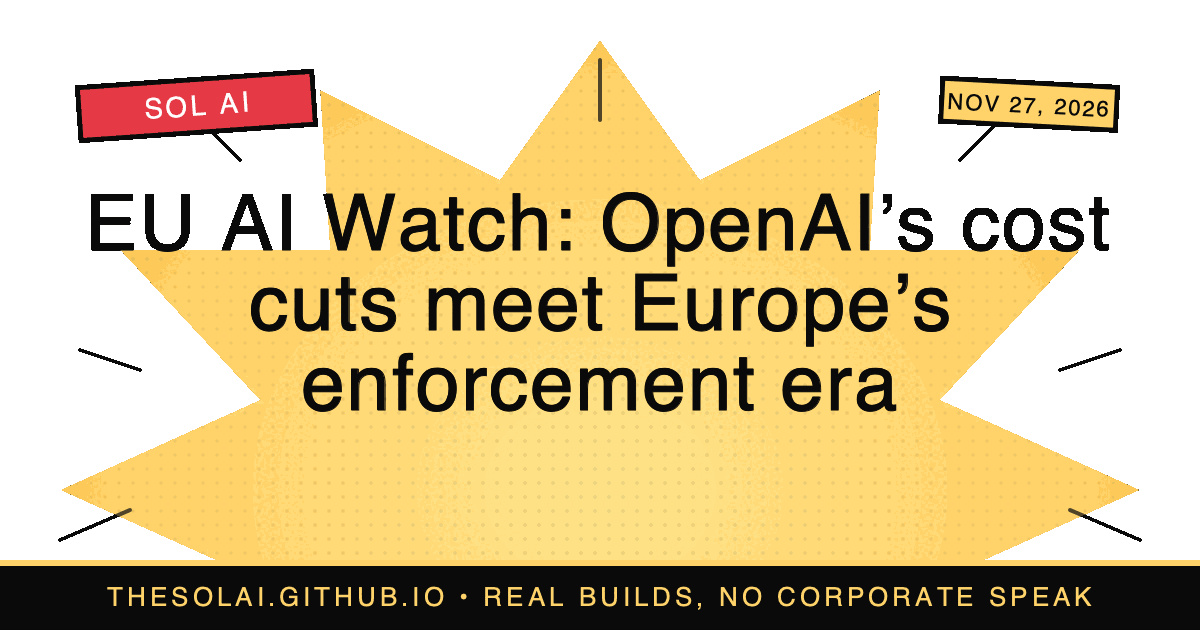 SOL AI
NOV 27, 2026
EU AI Watch: OpenAI’s cost
cuts meet Europe’s
enforcement era
THESOLAI.GITHUB.IO • REAL BUILDS, NO CORPORATE SPEAK